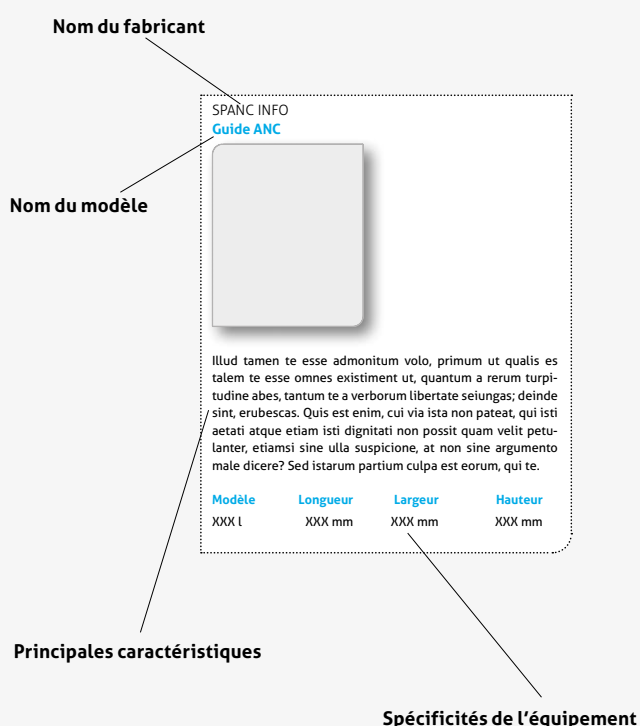 Nom du fabricant
SPANC INFO
Guide ANC
Nom du modèle
Illud tamen te esse admonitum volo, primum ut qualis es
talem te esse omnes existiment ut, quantum a rerum turpi-
tudine abes, tantum te a verborum libertate seiungas; deinde
sint, erubescas. Quis est enim, cui via ista non pateat, qui isti
aetati atque etiam isti dignitati non possit quam velit petu-
lanter, etiamsi sine ulla suspicione, at non sine argumento
male dicere? Sed istarum partium culpa est eorum, qui te.
Modèle Longueur Largeur Hauteur
XXX l XXX mm XXX mm XXX mm
Principales caractéristiques
Spécificités de l'équipement